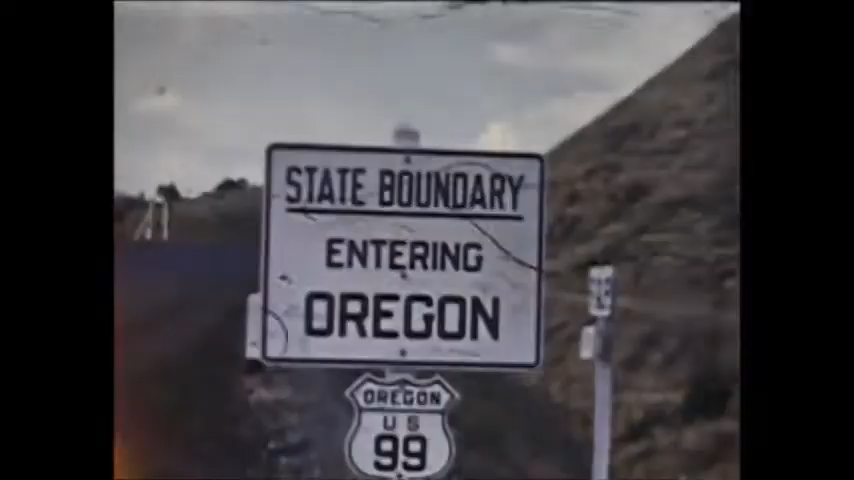 STATE BOUNDARY
ENTERING
OREGON
OREGON
U S
99